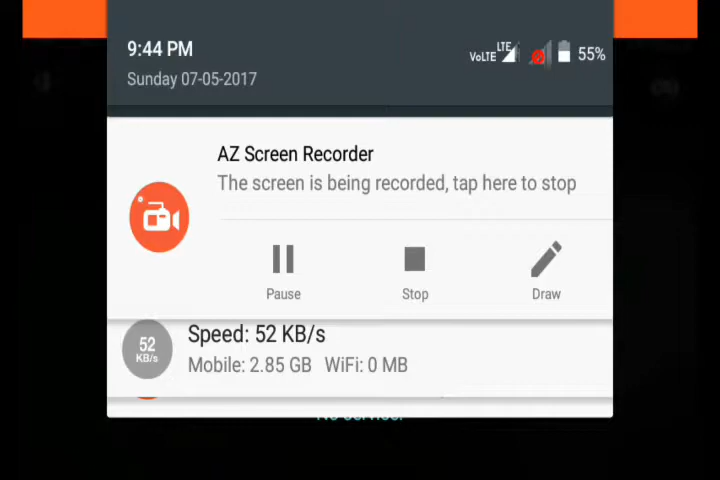 9:44 PM
VoLTE LTE 55%
Sunday 07-05-2017
AZ Screen Recorder
The screen is being recorded, tap here to stop
Pause Stop Draw
52 KB/s
Speed: 52 KB/s
Mobile: 2.85 GB WiFi: 0 MB
No service.